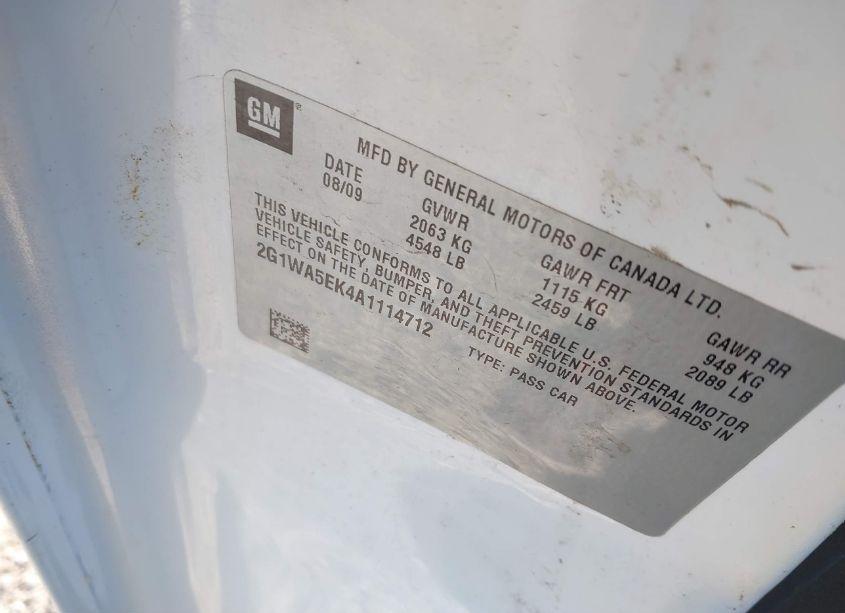 GM
MFD BY GENERAL MOTORS OF CANADA LTD.
DATE GVWR GAWR FRT GAWR RR
08/09 2063 KG 1115 KG 948 KG
4548 LB 2459 LB 2089 LB
THIS VEHICLE CONFORMS TO ALL APPLICABLE U.S. FEDERAL MOTOR
VEHICLE SAFETY, BUMPER, AND THEFT PREVENTION STANDARDS IN
EFFECT ON THE DATE OF MANUFACTURE SHOWN ABOVE.
2G1WA5EK4A1114712 TYPE: PASS CAR